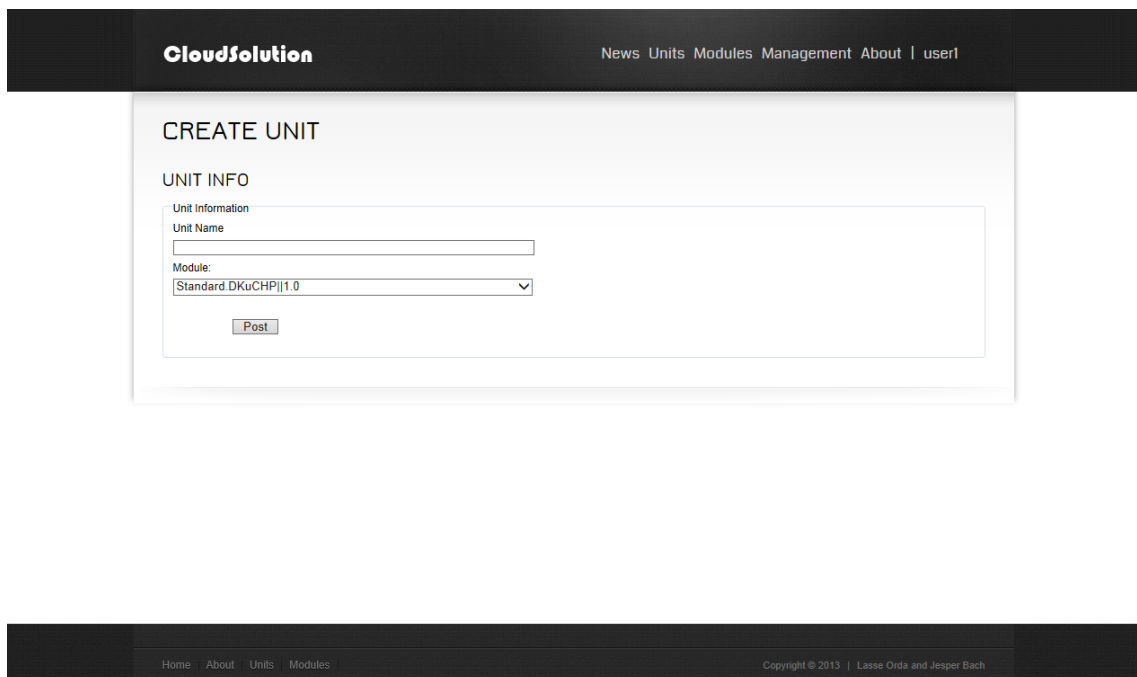 CloudSolution
News Units Modules Management About | user1
CREATE UNIT
UNIT INFO
Unit Information
Unit Name
Module:
Standard.DKuCHP||1.0
Post
Home | About | Units | Modules |
Copyright © 2013 | Lasse Orda and Jesper Bach